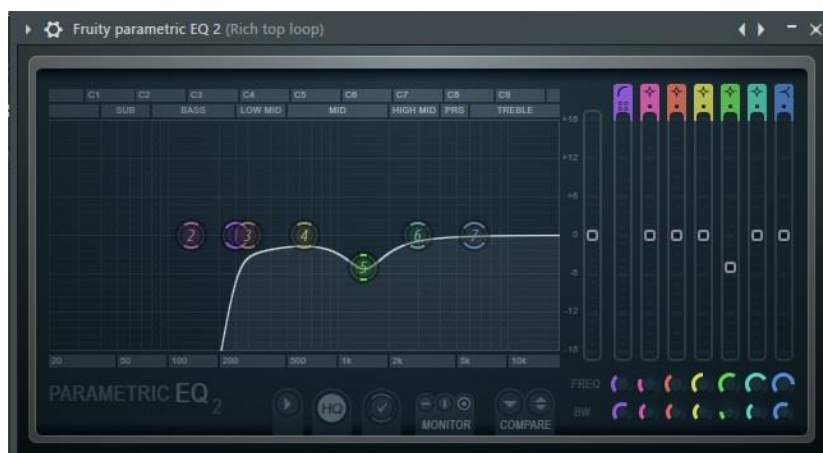 Fruity parametric EQ 2 (Rich top loop)
C1 C2 C3 C4 C5 C6 C7 C8 C9
SUB BASS LOW MID MID HIGH MID PRS TREBLE
+18
+12
+6
2 1 3 4 6 7 0
5 -6
-12
-18
20 50 100 200 500 1k 2k 5k 10k
FREQ
PARAMETRIC EQ 2
HQ
BW
MONITOR COMPARE